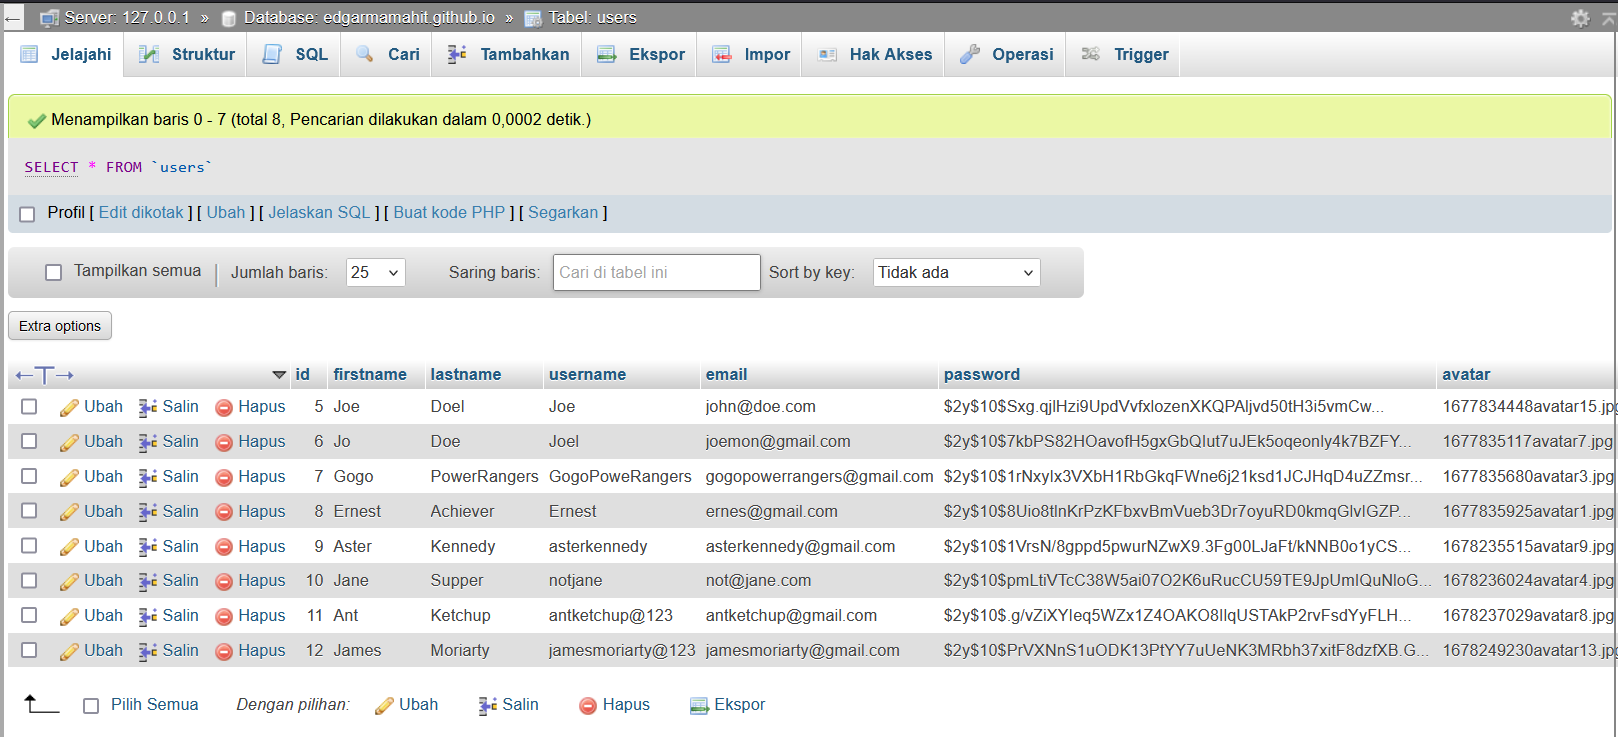 Server: 127.0.0.1 » Database: edgarmamahit.github.io » Tabel: users
Jelajahi Struktur SQL Cari Tambahkan Ekspor Impor Hak Akses Operasi Trigger
Menampilkan baris 0 - 7 (total 8, Pencarian dilakukan dalam 0,0002 detik.)
SELECT * FROM `users`
Profil [ Edit dikotak ] [ Ubah ] [ Jelaskan SQL ] [ Buat kode PHP ] [ Segarkan ]
Tampilkan semua | Jumlah baris: 25 Saring baris: Cari di tabel ini Sort by key: Tidak ada
Extra options
←T→ id firstname lastname username email password avatar
Ubah Salin Hapus 5 Joe Doel Joe john@doe.com $2y$10$Sxg.qjlHzi9UpdVvfxlozenXKQPAljvd50tH3i5vmCw... 1677834448avatar15.jpg
Ubah Salin Hapus 6 Jo Doe Joel joemon@gmail.com $2y$10$7kbPS82HOavofH5gxGbQIut7uJEk5oqeonly4k7BZFY... 1677835117avatar7.jpg
Ubah Salin Hapus 7 Gogo PowerRangers GogoPoweRangers gogopowerrangers@gmail.com $2y$10$1rNxylx3VXbH1RbGkqFWne6j21ksd1JCJHqD4uZZmsr... 1677835680avatar3.jpg
Ubah Salin Hapus 8 Ernest Achiever Ernest ernes@gmail.com $2y$10$8Uio8tlnKrPzKFbxvBmVueb3Dr7oyuRD0kmqGlvlGZP... 1677835925avatar1.jpg
Ubah Salin Hapus 9 Aster Kennedy asterkennedy asterkennedy@gmail.com $2y$10$1VrsN/8gppd5pwurNZwX9.3Fg00LJaFt/kNNB0o1yCS... 1678235515avatar9.jpg
Ubah Salin Hapus 10 Jane Supper notjane not@jane.com $2y$10$pmLtiVTcC38W5ai07O2K6uRucCU59TE9JpUmIQuNloG... 1678236024avatar4.jpg
Ubah Salin Hapus 11 Ant Ketchup antketchup@123 antketchup@gmail.com $2y$10$.g/vZiXYIeq5WZx1Z4OAKO8IlqUSTAkP2rvFsdYyFLH... 1678237029avatar8.jpg
Ubah Salin Hapus 12 James Moriarty jamesmoriarty@123 jamesmoriarty@gmail.com $2y$10$PrVXNnS1uODK13PtYY7uUeNK3MRbh37xitF8dzfXB.G... 1678249230avatar13.jpg
Pilih Semua Dengan pilihan: Ubah Salin Hapus Ekspor